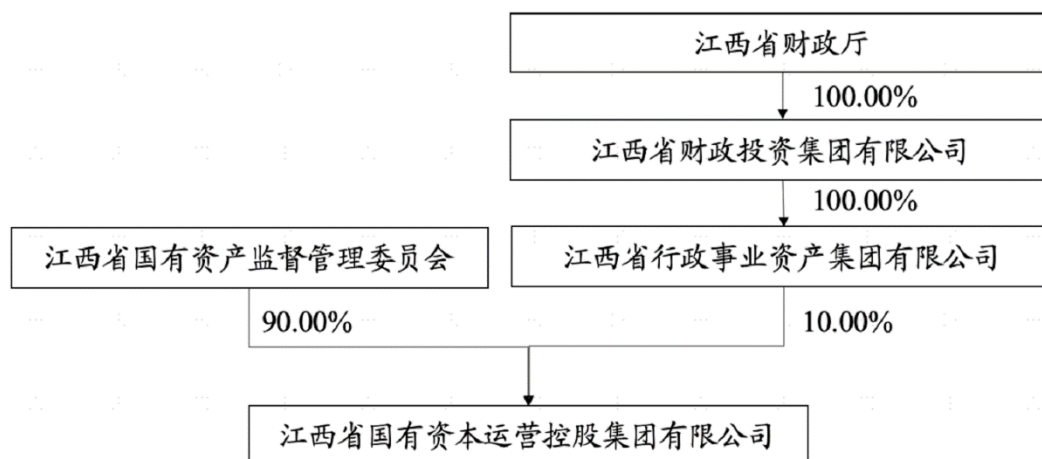 江西省财政厅
100.00%
江西省财政投资集团有限公司
100.00%
江西省国有资产监督管理委员会
江西省行政事业资产集团有限公司
90.00%
10.00%
江西省国有资本运营控股集团有限公司